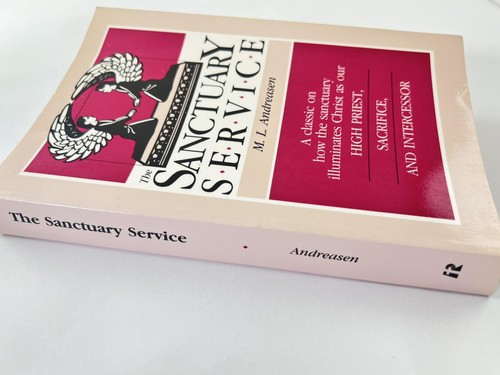 The
SANCTUARY
S·E·R·V·I·C·E
M. L. Andreasen
A classic on
how the sanctuary
illuminates Christ as our
HIGH PRIEST,
SACRIFICE,
AND INTERCESSOR
The Sanctuary Service
Andreasen
R